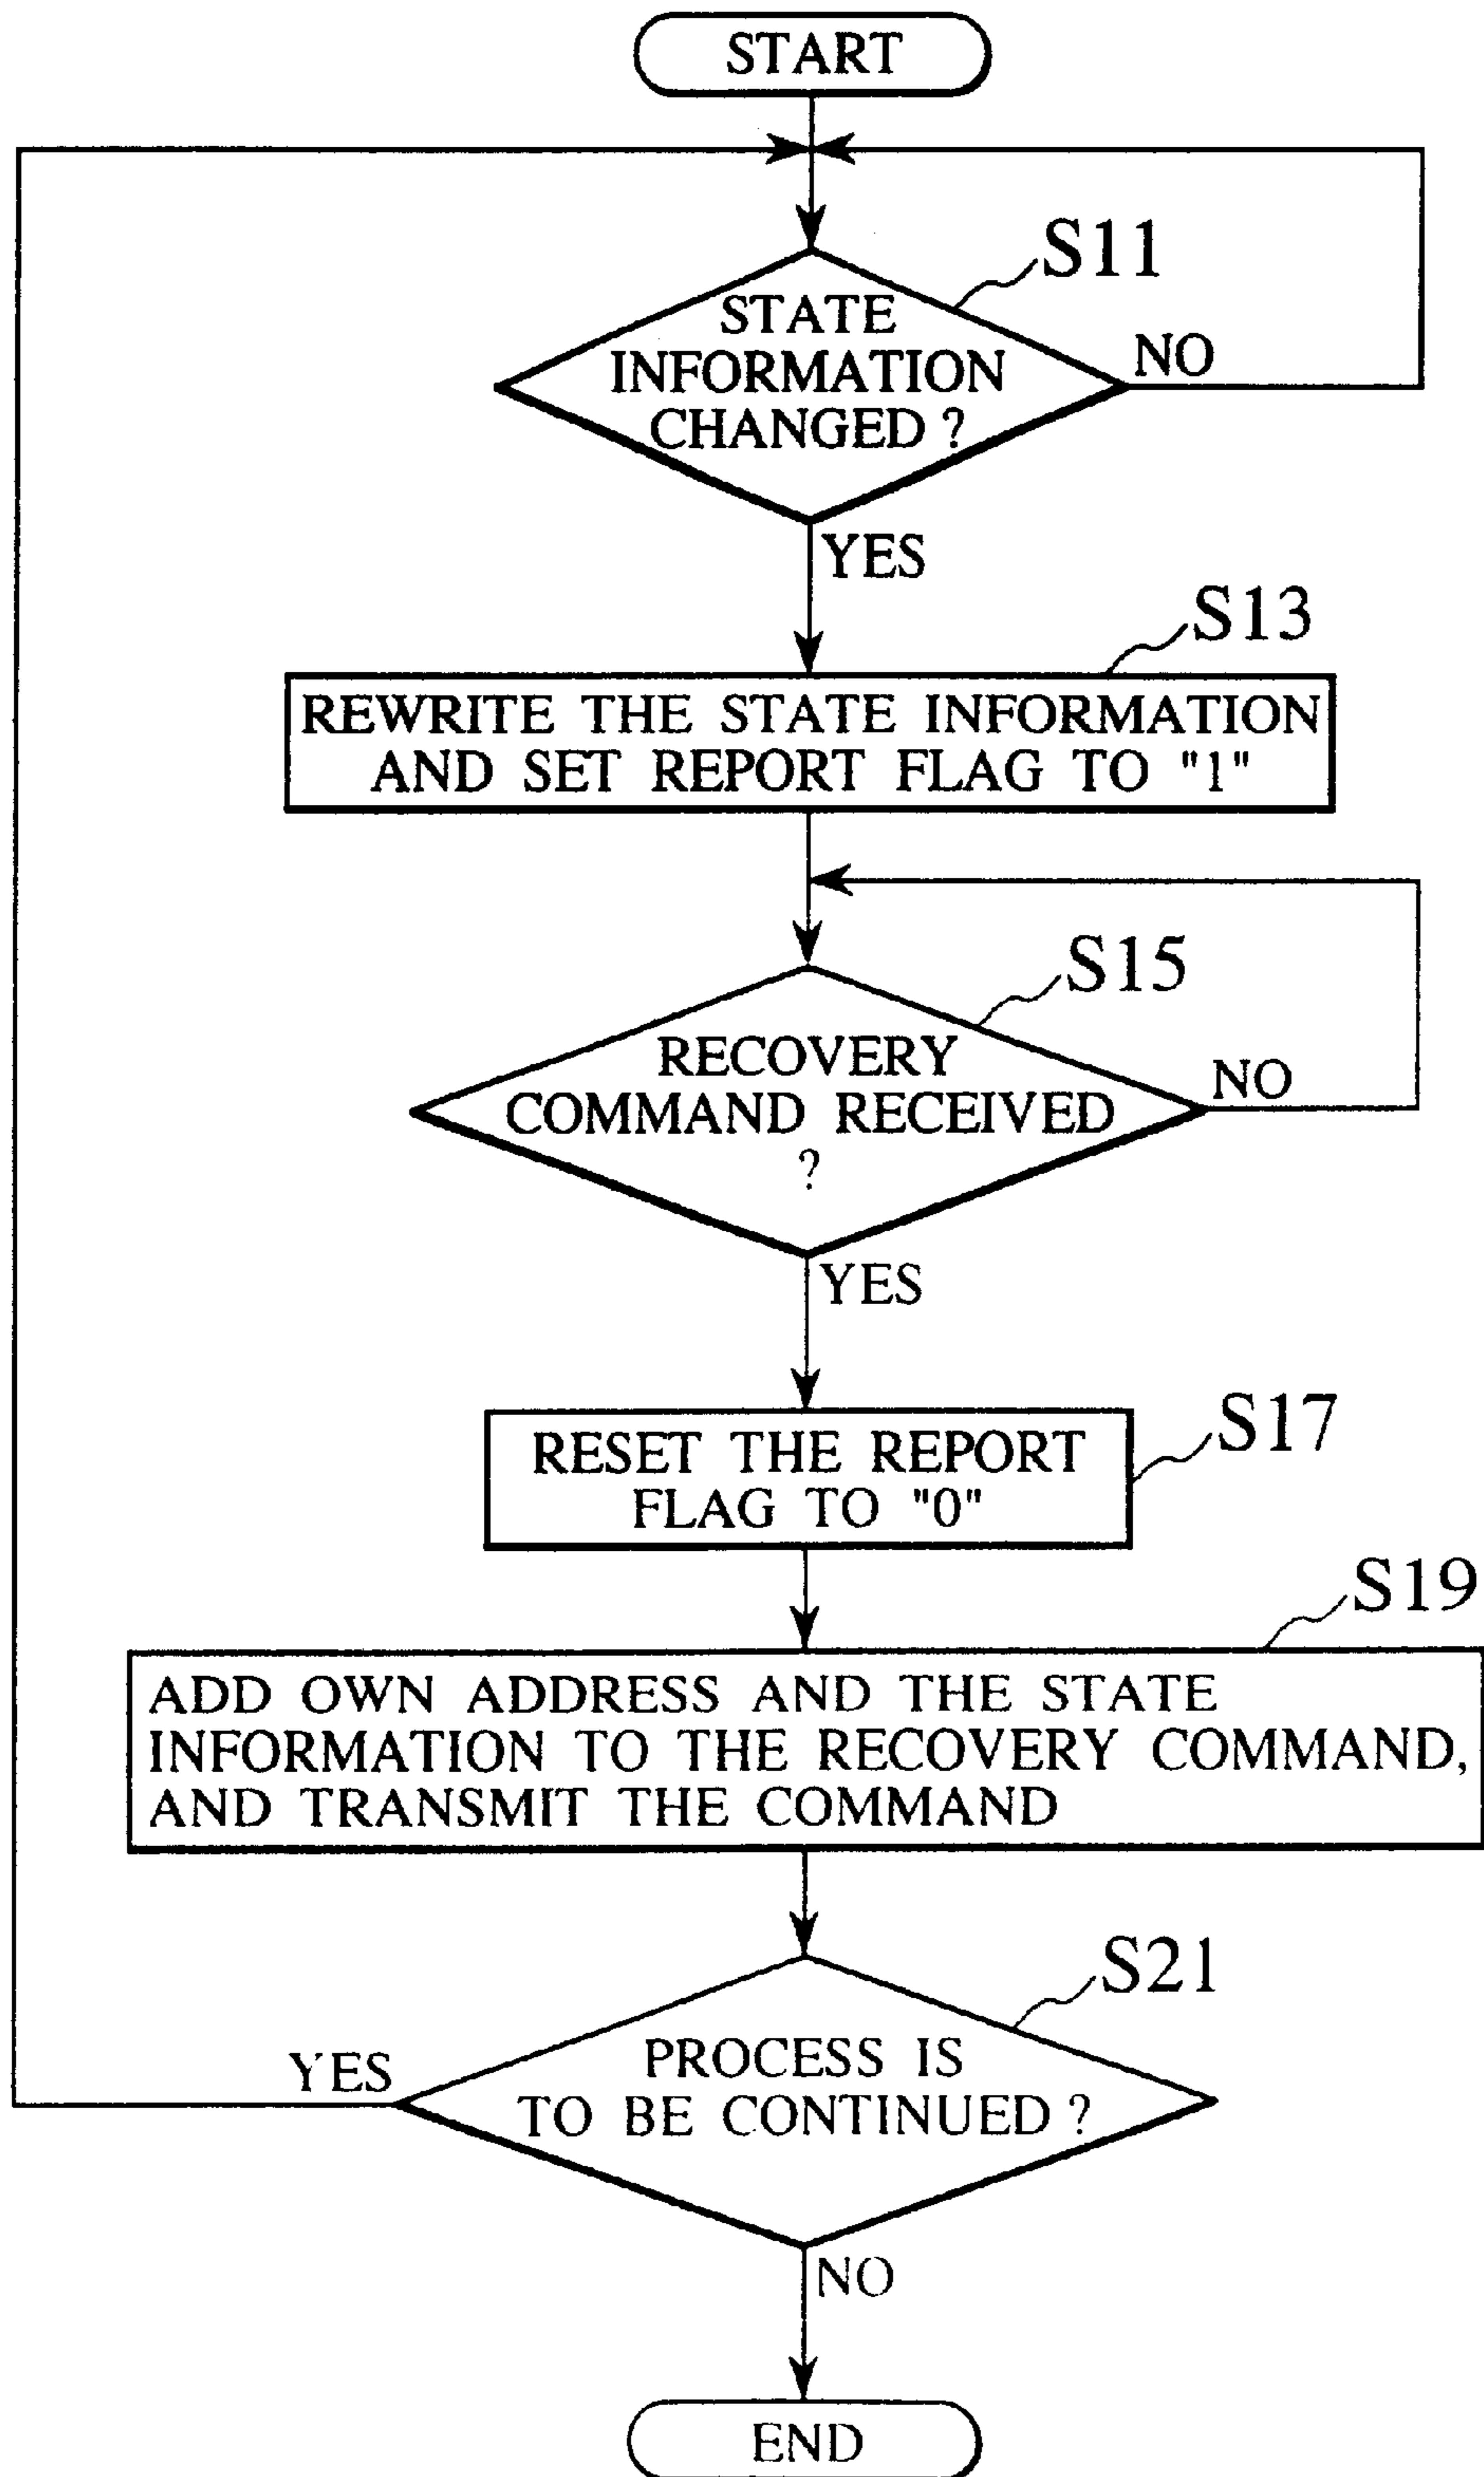 START
S11
STATE
INFORMATION
CHANGED ?
NO
YES
S13
REWRITE THE STATE INFORMATION
AND SET REPORT FLAG TO "1"
S15
RECOVERY
COMMAND RECEIVED
?
NO
YES
S17
RESET THE REPORT
FLAG TO "0"
S19
ADD OWN ADDRESS AND THE STATE
INFORMATION TO THE RECOVERY COMMAND,
AND TRANSMIT THE COMMAND
S21
PROCESS IS
TO BE CONTINUED ?
YES
NO
END